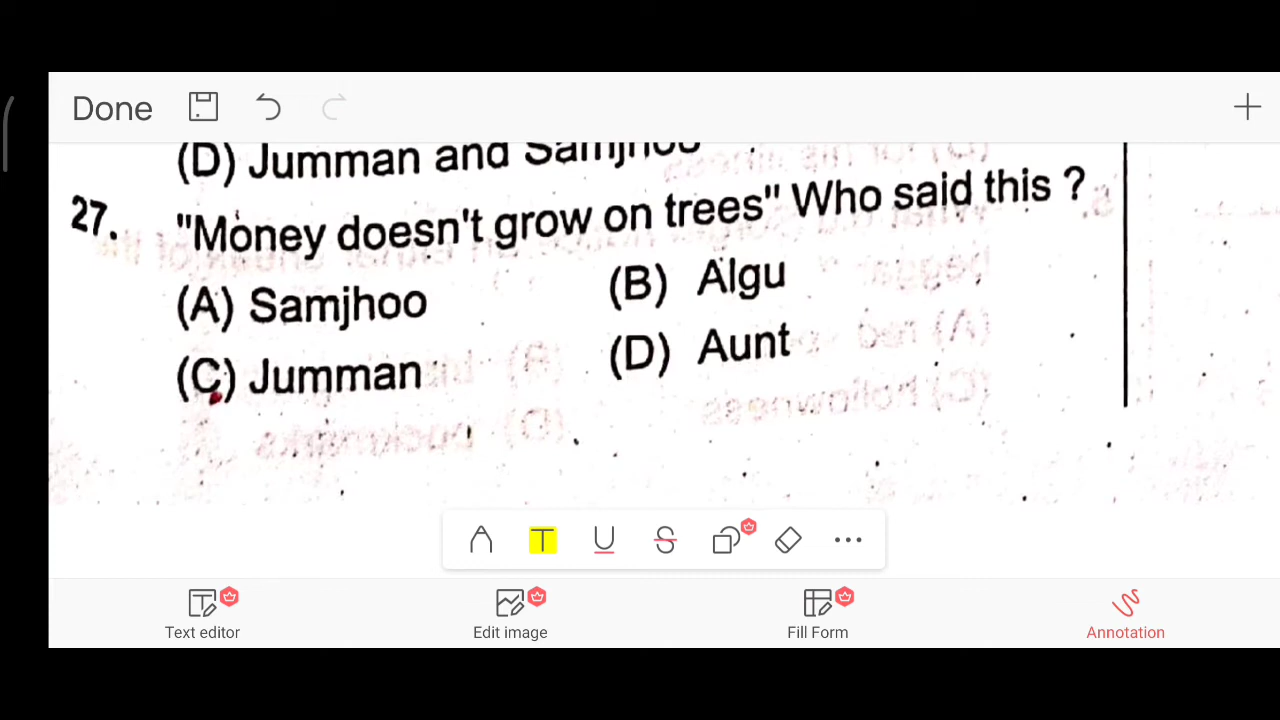 Done
(D) Jumman and Samjhoo
27. "Money doesn't grow on trees" Who said this ?
(A) Samjhoo (B) Algu
(C) Jumman (D) Aunt
Text editor Edit image Fill Form Annotation